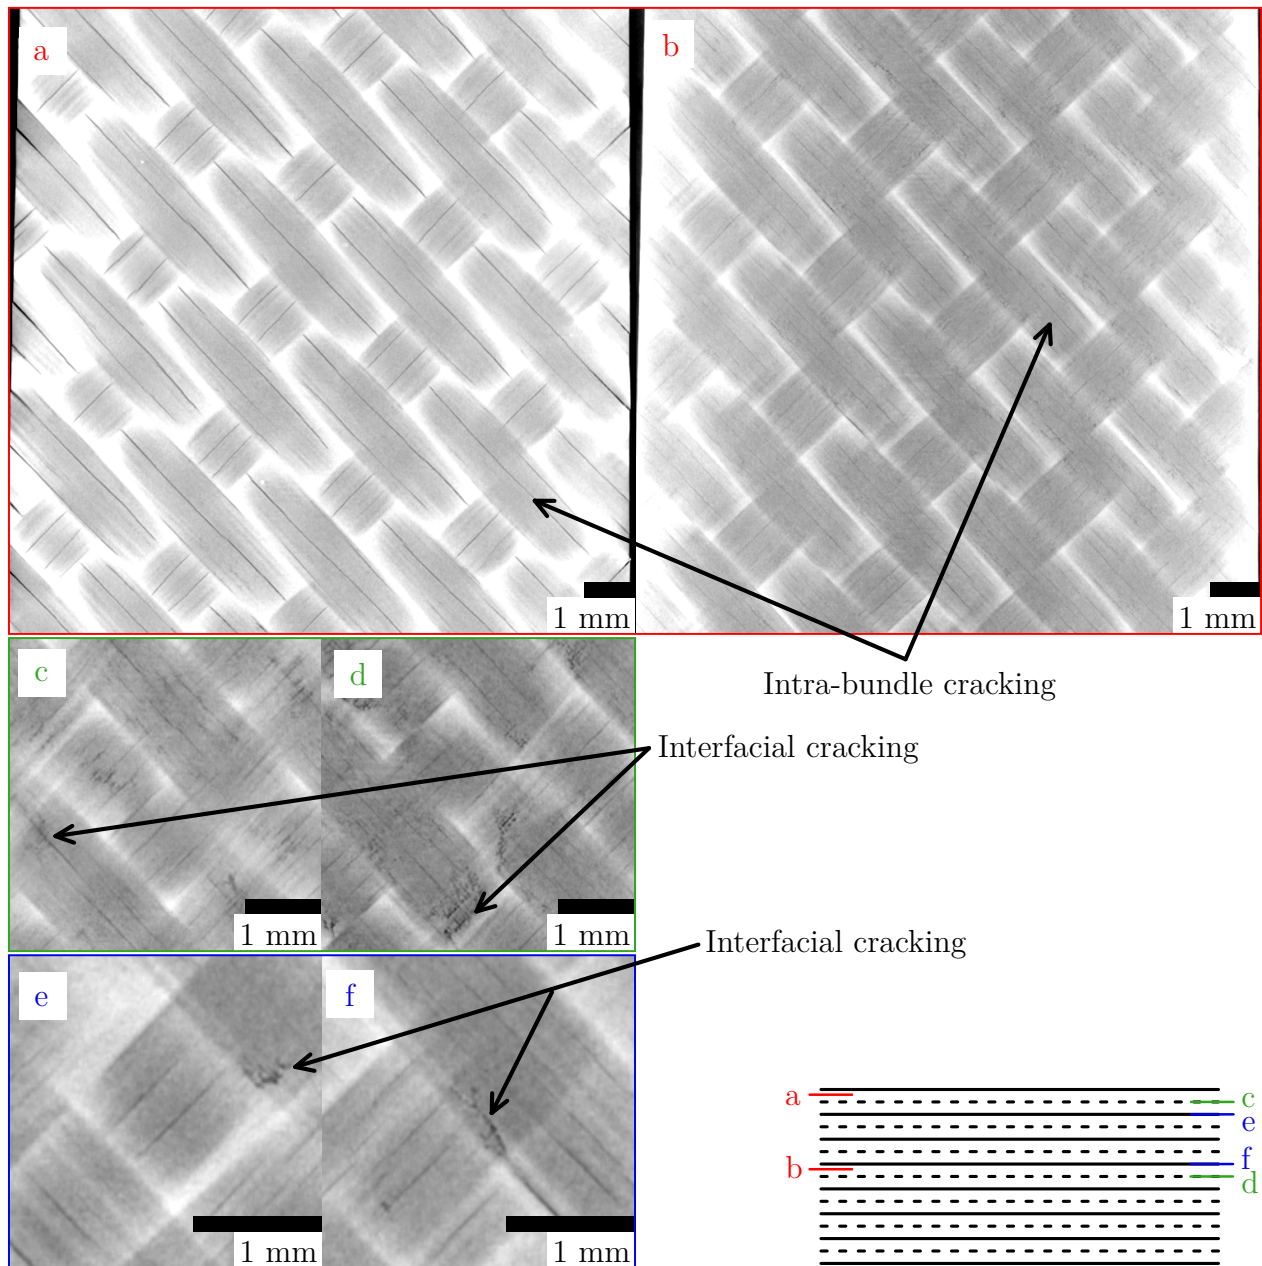 a
b
1 mm
1 mm
Intra-bundle cracking
c
d
Interfacial cracking
1 mm
1 mm
Interfacial cracking
e
f
1 mm
1 mm
a
c
e
b
f
d